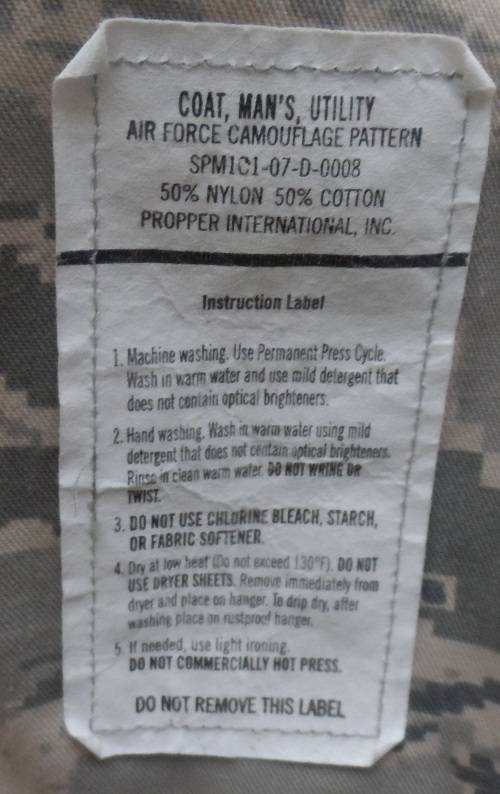 COAT, MAN'S, UTILITY
AIR FORCE CAMOUFLAGE PATTERN
SPM1C1-07-D-0008
50% NYLON 50% COTTON
PROPPER INTERNATIONAL, INC.
Instruction Label
1. Machine washing. Use Permanent Press Cycle.
Wash in warm water and use mild detergent that
does not contain optical brighteners.
2. Hand washing. Wash in warm water using mild
detergent that does not contain optical brighteners.
Rinse in clean warm water. DO NOT WRING OR
TWIST.
3. DO NOT USE CHLORINE BLEACH, STARCH,
OR FABRIC SOFTENER.
4. Dry at low heat (Do not exceed 130°F). DO NOT
USE DRYER SHEETS. Remove immediately from
dryer and place on hanger. To drip dry, after
washing place on rustproof hanger.
5. If needed, use light ironing.
DO NOT COMMERCIALLY HOT PRESS.
DO NOT REMOVE THIS LABEL